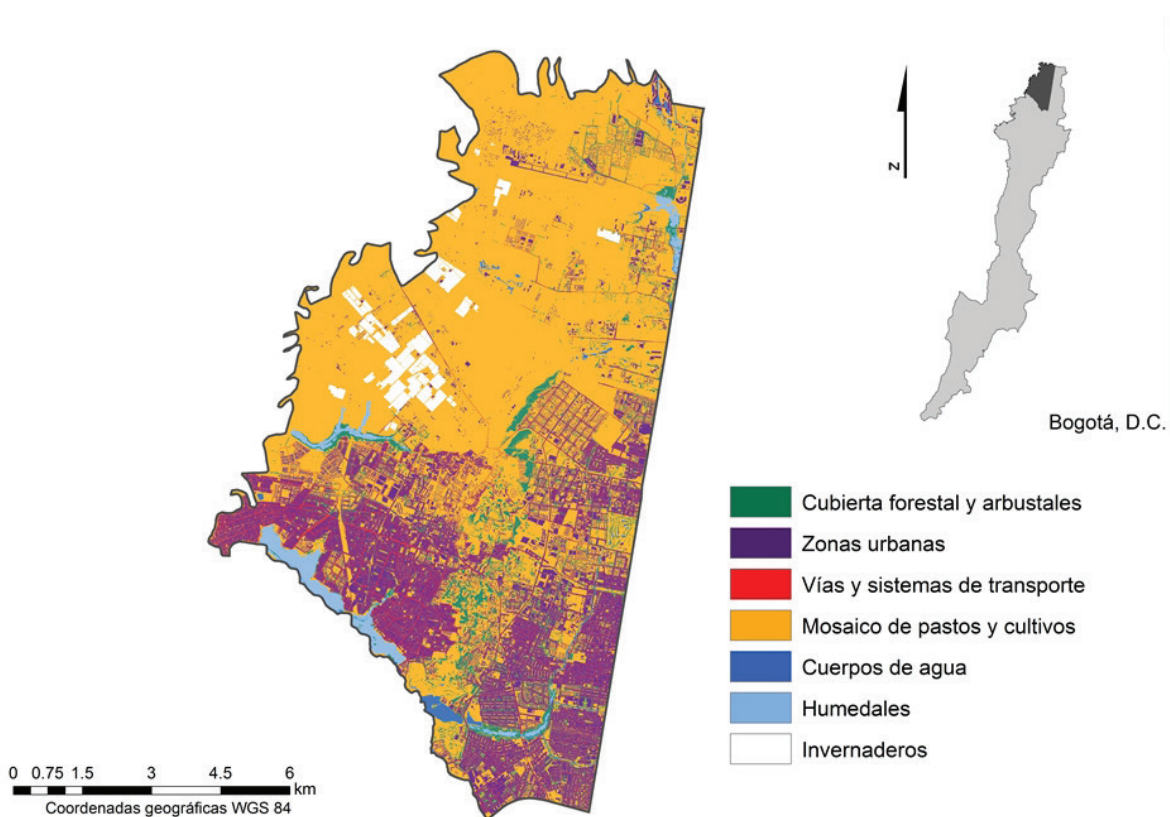 N
Bogotá, D.C.
Cubierta forestal y arbustales
Zonas urbanas
Vías y sistemas de transporte
Mosaico de pastos y cultivos
Cuerpos de agua
Humedales
Invernaderos
0 0.75 1.5 3 4.5 6
km
Coordenadas geográficas WGS 84